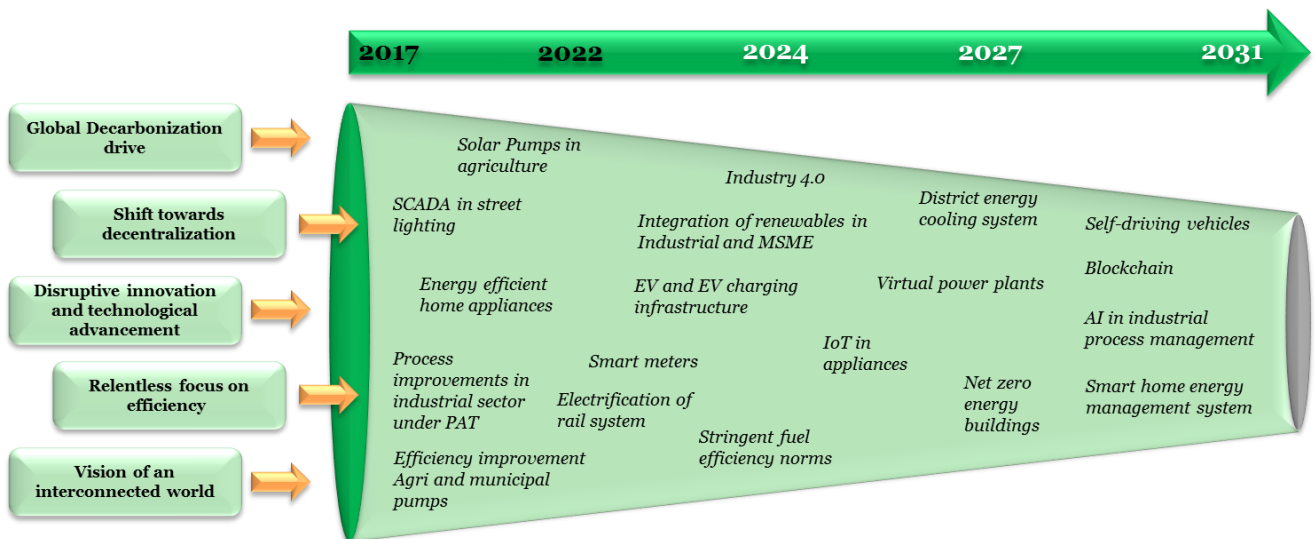 2017 2022 2024 2027 2031
Global Decarbonization
drive
Shift towards
decentralization
Disruptive innovation
and technological
advancement
Relentless focus on
efficiency
Vision of an
interconnected world
Solar Pumps in
agriculture
SCADA in street
lighting
Energy efficient
home appliances
Process
improvements in
industrial sector
under PAT
Efficiency improvement
Agri and municipal
pumps
Industry 4.0
Integration of renewables in
Industrial and MSME
EV and EV charging
infrastructure
Smart meters
Electrification of
rail system
IoT in
appliances
Stringent fuel
efficiency norms
District energy
cooling system
Virtual power plants
Net zero
energy
buildings
Self-driving vehicles
Blockchain
AI in industrial
process management
Smart home energy
management system